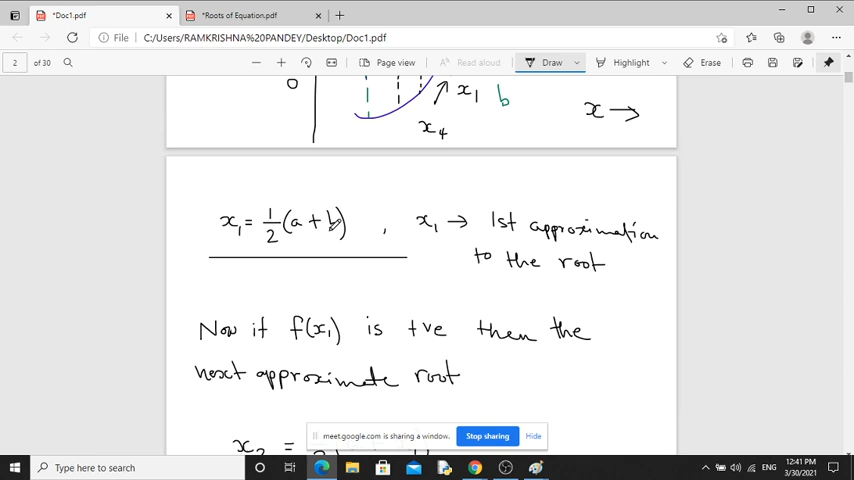 *Doc1.pdf
*Roots of Equation.pdf
File C:/Users/RAMKRISHNA%20PANDEY/Desktop/Doc1.pdf
2 of 30 Page view Read aloud Draw Highlight Erase
0
x₁ b
x₄
x →
x₁ = 1/2 (a + b) , x₁ → 1st approximation
to the root
Now if f(x₁) is +ve then the
next approximate root
x₂ =
meet.google.com is sharing a window. Stop sharing Hide
Type here to search
ENG
12:41 PM
3/30/2021